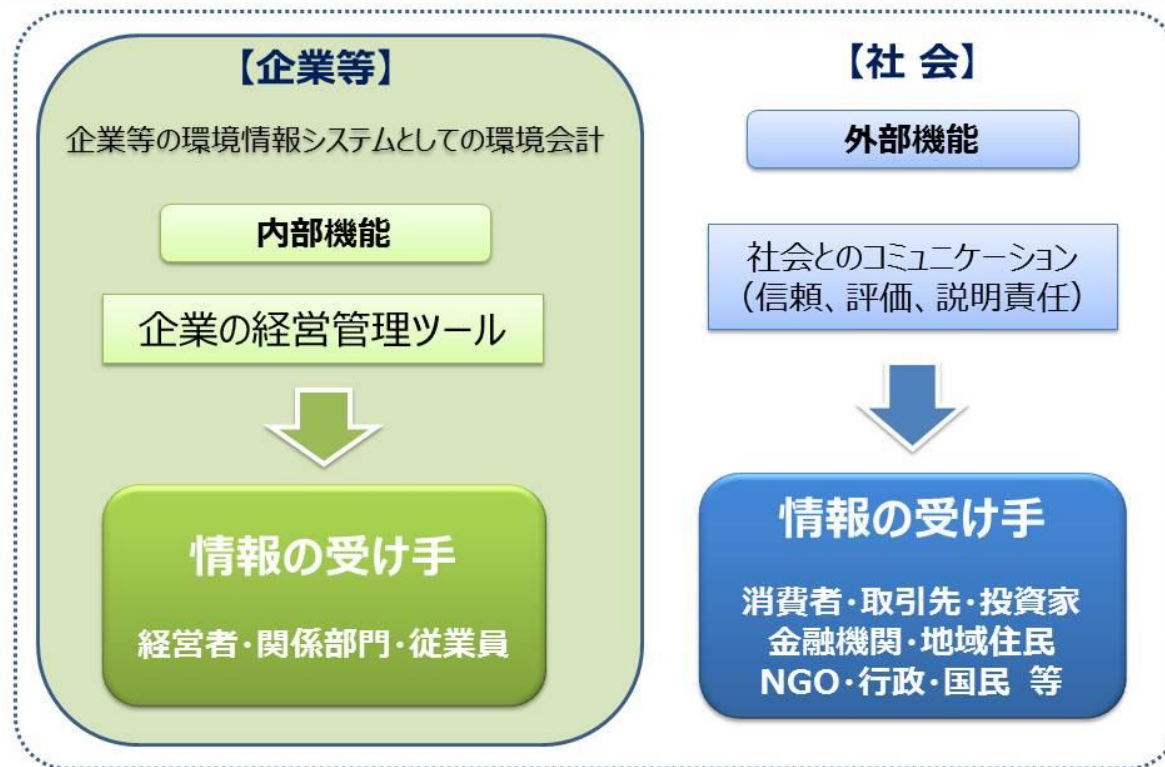 【企業等】
企業等の環境情報システムとしての環境会計
内部機能
企業の経営管理ツール
情報の受け手
経営者・関係部門・従業員
【社 会】
外部機能
社会とのコミュニケーション
（信頼、評価、説明責任）
情報の受け手
消費者・取引先・投資家
金融機関・地域住民
NGO・行政・国民 等